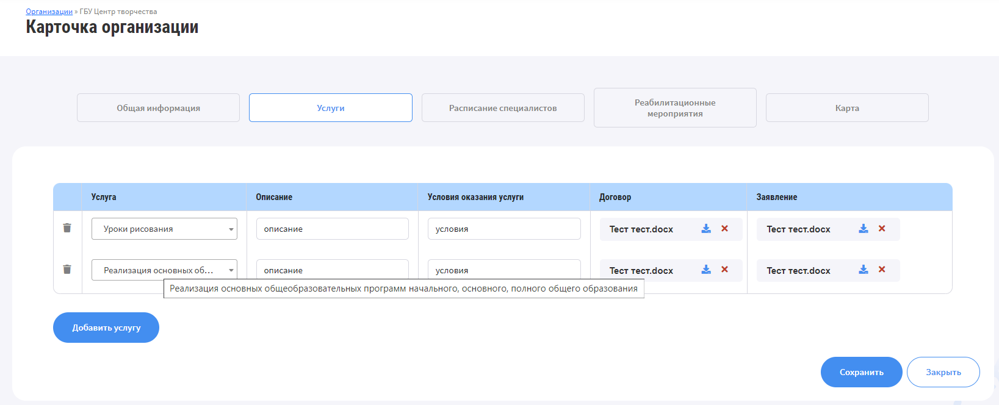 Организации » ГБУ Центр творчества
Карточка организации
Общая информация
Услуги
Расписание специалистов
Реабилитационные
мероприятия
Карта
Услуга Описание Условия оказания услуги Договор Заявление
Уроки рисования описание условия Тест тест.docx Тест тест.docx
Реализация основных об... описание условия Тест тест.docx Тест тест.docx
Реализация основных общеобразовательных программ начального, основного, полного общего образования
Добавить услугу
Сохранить
Закрыть